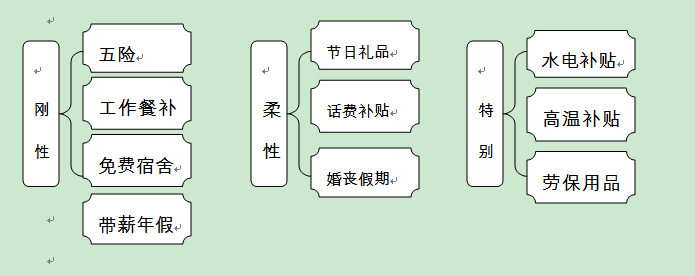 刚性
五险
工作餐补
免费宿舍
带薪年假
柔性
节日礼品
话费补贴
婚丧假期
特别
水电补贴
高温补贴
劳保用品